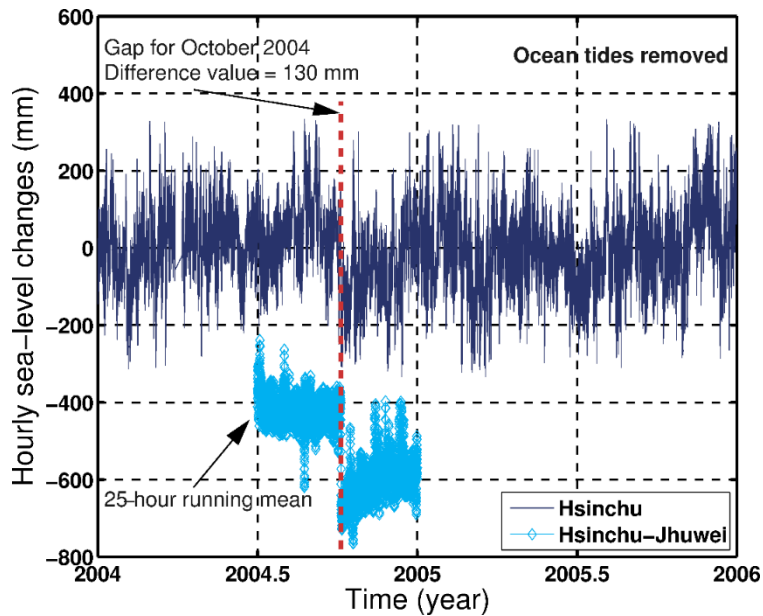 600
400
200
0
-200
-400
-600
-800
2004
2004.5
2005
2005.5
2006
Hourly sea-level changes (mm)
Time (year)
Gap for October 2004
Difference value = 130 mm
Ocean tides removed
25-hour running mean
Hsinchu
Hsinchu-Jhuwei